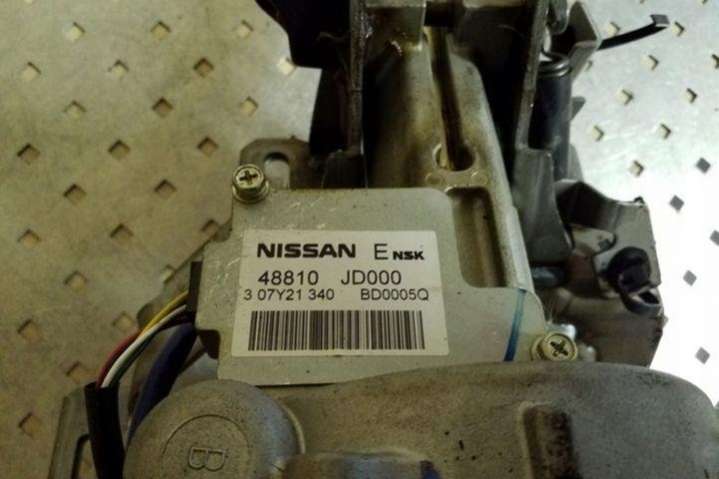 NISSAN E NSK
48810 JD000
3 07Y21 340 BD0005Q
B